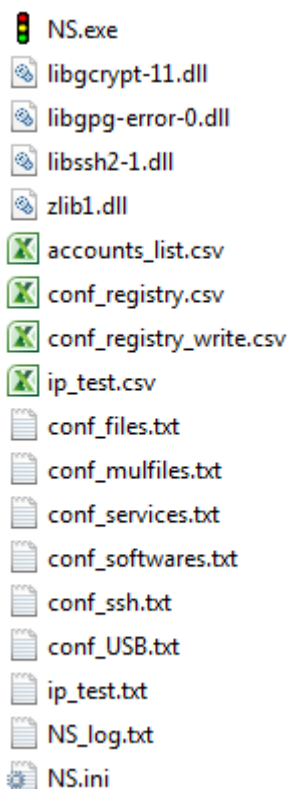 NS.exe
libgcrypt-11.dll
libgpg-error-0.dll
libssh2-1.dll
zlib1.dll
accounts_list.csv
conf_registry.csv
conf_registry_write.csv
ip_test.csv
conf_files.txt
conf_mulfiles.txt
conf_services.txt
conf_softwares.txt
conf_ssh.txt
conf_USB.txt
ip_test.txt
NS_log.txt
NS.ini